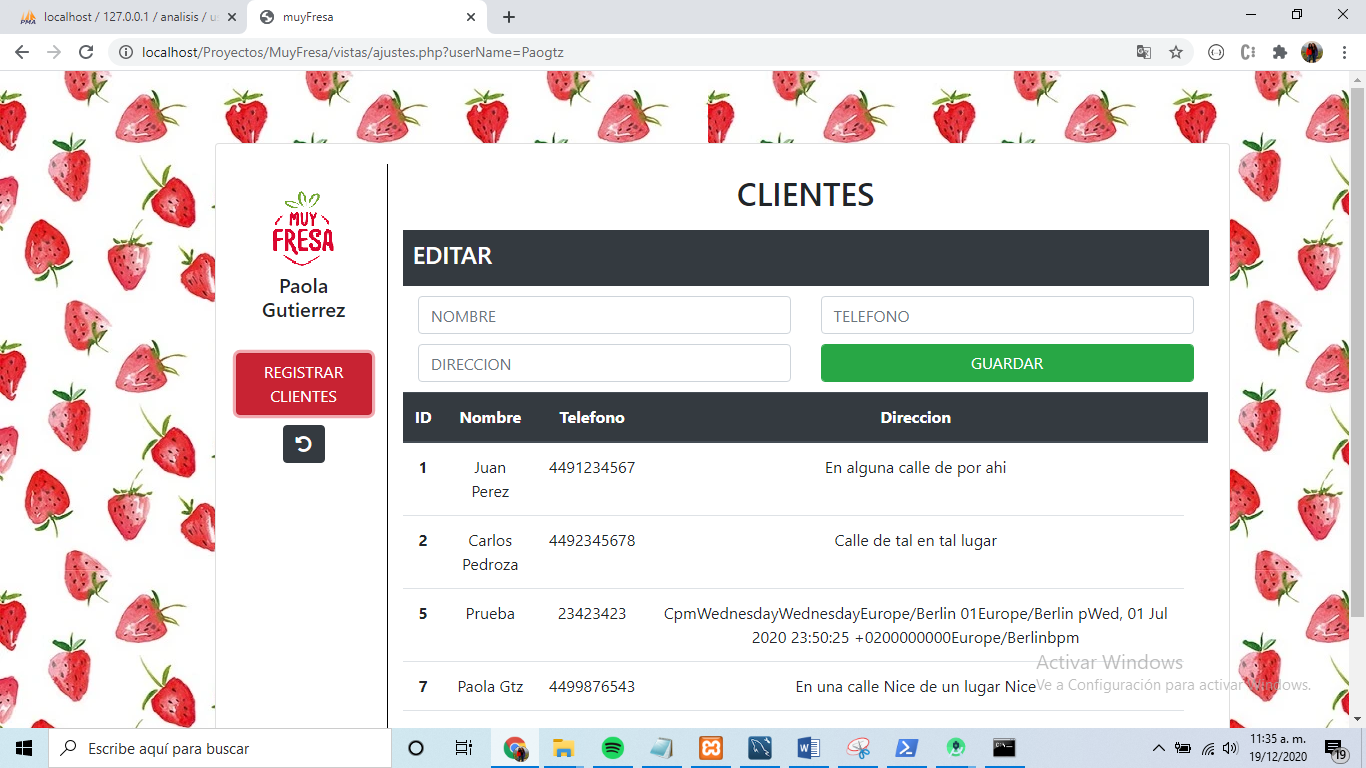 localhost / 127.0.0.1 / analisis / u
muyFresa
localhost/Proyectos/MuyFresa/vistas/ajustes.php?userName=Paogtz
MUY
FRESA
Paola
Gutierrez
REGISTRAR
CLIENTES
CLIENTES
EDITAR
NOMBRE
TELEFONO
DIRECCION
GUARDAR
ID Nombre Telefono Direccion
1 Juan Perez 4491234567 En alguna calle de por ahi
2 Carlos Pedroza 4492345678 Calle de tal en tal lugar
5 Prueba 23423423 CpmWednesdayWednesdayEurope/Berlin 01Europe/Berlin pWed, 01 Jul
2020 23:50:25 +0200000000Europe/Berlinbpm
7 Paola Gtz 4499876543 En una calle Nice de un lugar Nice
Activar Windows
Ve a Configuración para activar Windows.
Escribe aquí para buscar
11:35 a. m.
19/12/2020
19